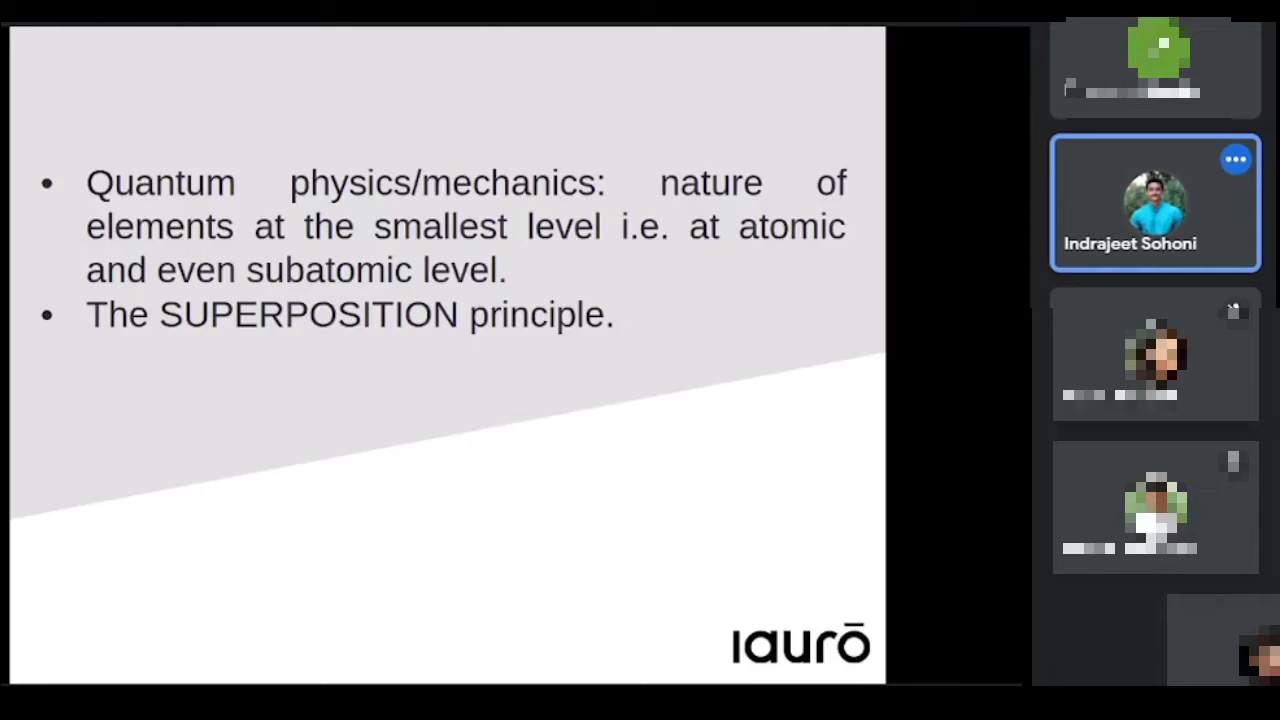 • Quantum physics/mechanics: nature of
elements at the smallest level i.e. at atomic
and even subatomic level.
• The SUPERPOSITION principle.
ıaurō
Indrajeet Sohoni